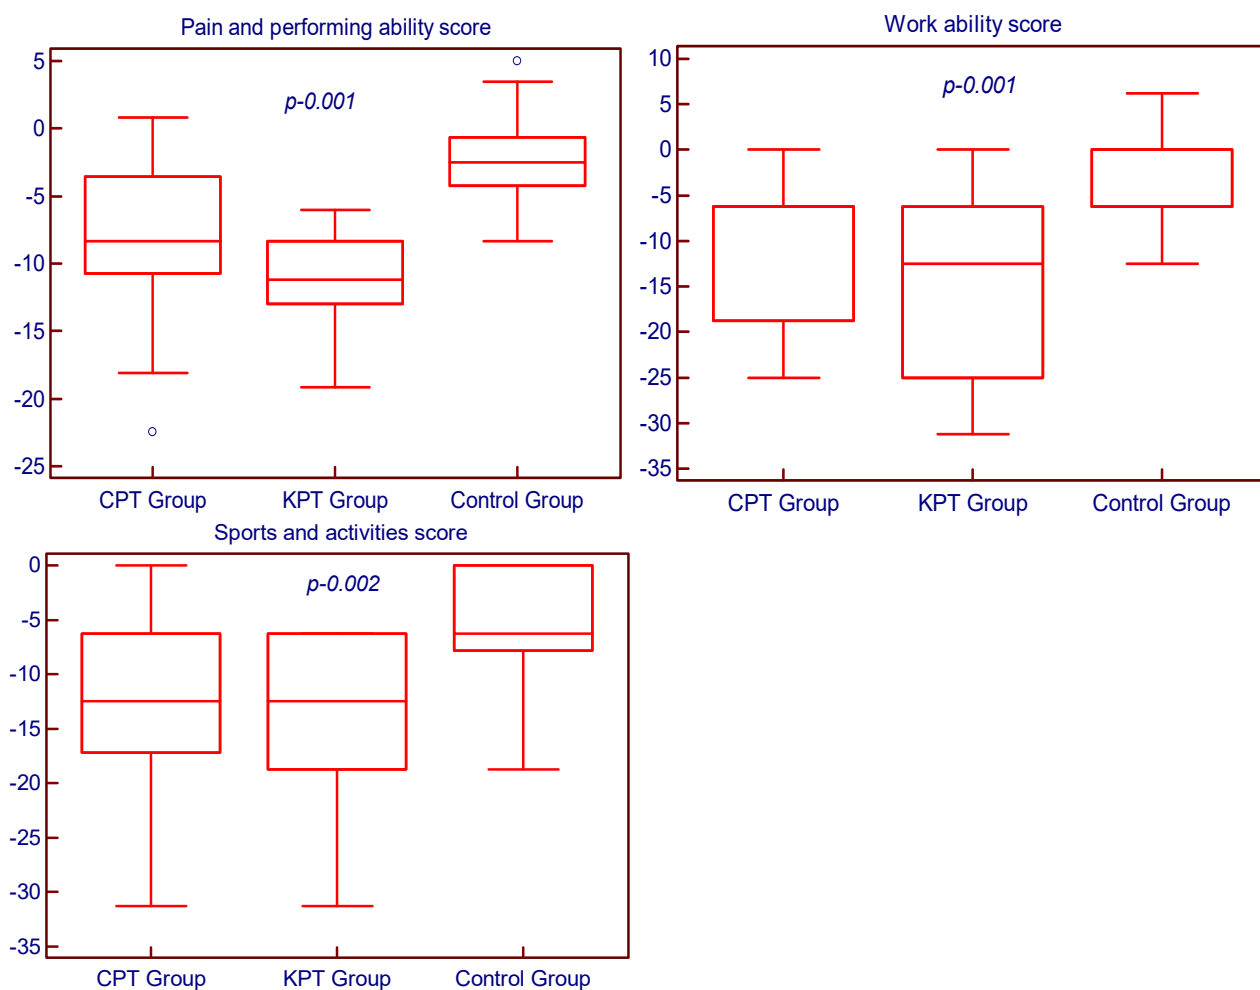 Pain and performing ability score
p-0.001
5
0
-5
-10
-15
-20
-25
CPT Group KPT Group Control Group
Work ability score
p-0.001
10
5
0
-5
-10
-15
-20
-25
-30
-35
CPT Group KPT Group Control Group
Sports and activities score
p-0.002
0
-5
-10
-15
-20
-25
-30
-35
CPT Group KPT Group Control Group